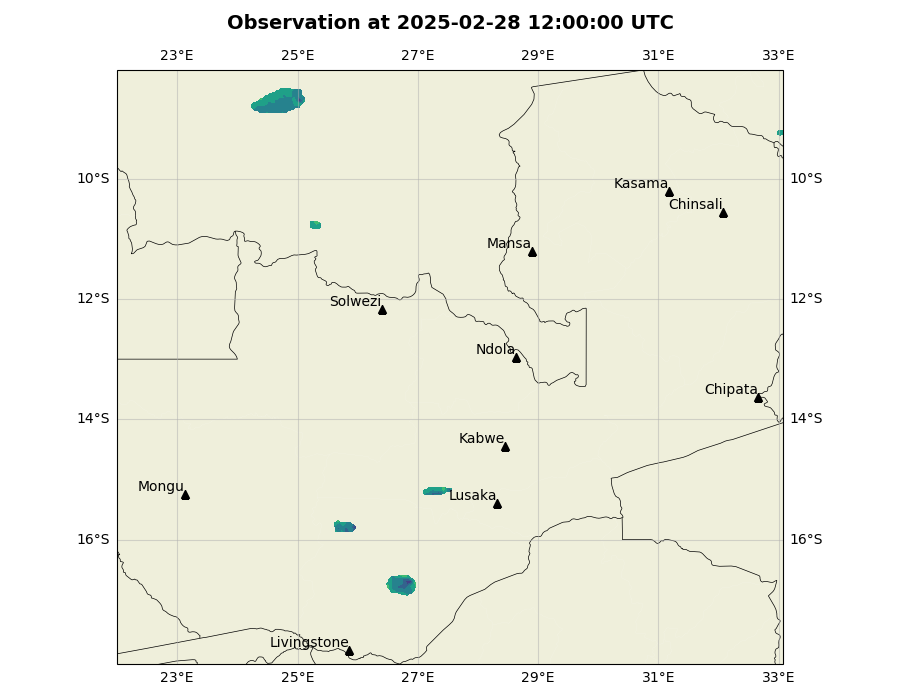 Observation at 2025-02-28 12:00:00 UTC
23°E 25°E 27°E 29°E 31°E 33°E
10°S 10°S
Kasama
Chinsali
Mansa
12°S 12°S
Solwezi
Ndola
Chipata
14°S 14°S
Kabwe
Mongu
Lusaka
16°S 16°S
Livingstone
23°E 25°E 27°E 29°E 31°E 33°E